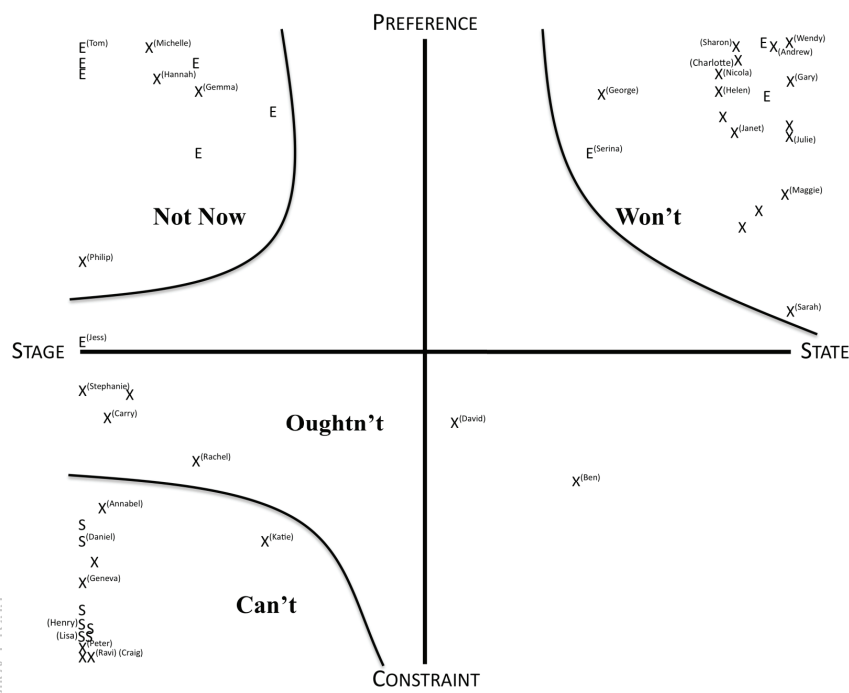 PREFERENCE
E(Tom) X(Michelle) E
E
E X(Hannah)
X(Gemma)
E
E
Not Now
X(Philip)
(Sharon)X E X(Wendy)
X(Andrew)
(Charlotte)X
X(Nicola)
X(Gary)
X(George) X(Helen) E
X X
X(Janet) X(Julie)
E(Serina)
X(Maggie)
Won't X
X
X(Sarah)
E(Jess)
STAGE STATE
X(Stephanie) X
X(Carry)
Oughtn't X(David)
X(Rachel)
X(Ben)
X(Annabel)
S
S(Daniel) X(Katie)
X
X(Geneva)
Can't
S
(Henry)S S
(Lisa)SS
X(Peter)
XX(Ravi) (Craig)
CONSTRAINT